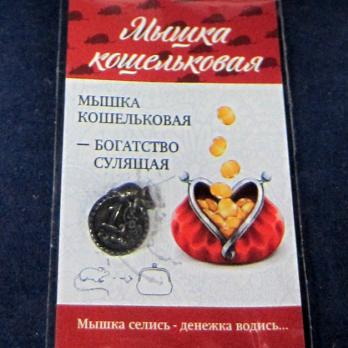 Мышка
кошельковая
МЫШКА
КОШЕЛЬКОВАЯ
— БОГАТСТВО
СУЛЯЩАЯ
Мышка селись - денежка водись...